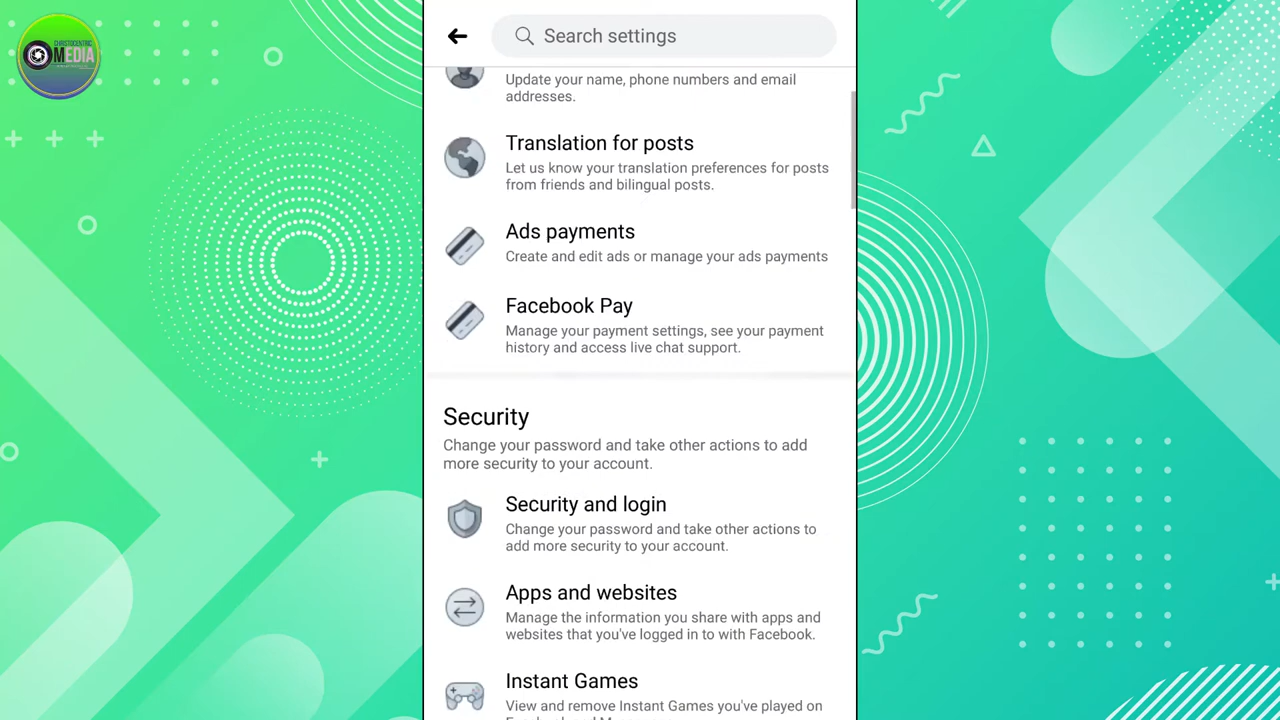 CHRISTOCENTRIC
MEDIA
Search settings
Update your name, phone numbers and email
addresses.
Translation for posts
Let us know your translation preferences for posts
from friends and bilingual posts.
Ads payments
Create and edit ads or manage your ads payments
Facebook Pay
Manage your payment settings, see your payment
history and access live chat support.
Security
Change your password and take other actions to add
more security to your account.
Security and login
Change your password and take other actions to
add more security to your account.
Apps and websites
Manage the information you share with apps and
websites that you've logged in to with Facebook.
Instant Games
View and remove Instant Games you've played on